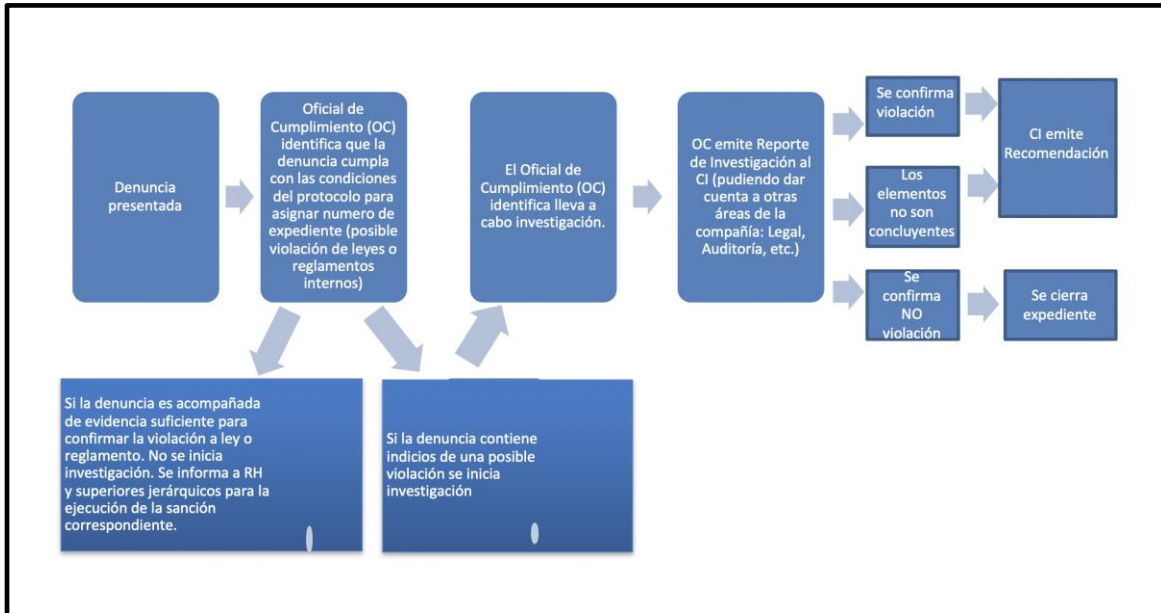 Denuncia
presentada
Oficial de
Cumplimiento (OC)
identifica que la
denuncia cumpla
con las condiciones
del protocolo para
asignar numero de
expediente (posible
violación de leyes o
reglamentos
internos)
El Oficial de
Cumplimiento (OC)
identifica lleva a
cabo investigación.
OC emite Reporte
de Investigación al
CI (pudiendo dar
cuenta a otras
áreas de la
compañía: Legal,
Auditoría, etc.)
Se confirma
violación
Los
elementos
no son
concluyentes
Se
confirma
NO
violación
CI emite
Recomendación
Se cierra
expediente
Si la denuncia es acompañada
de evidencia suficiente para
confirmar la violación a ley o
reglamento. No se inicia
investigación. Se informa a RH
y superiores jerárquicos para la
ejecución de la sanción
correspondiente.
Si la denuncia contiene
indicios de una posible
violación se inicia
investigación